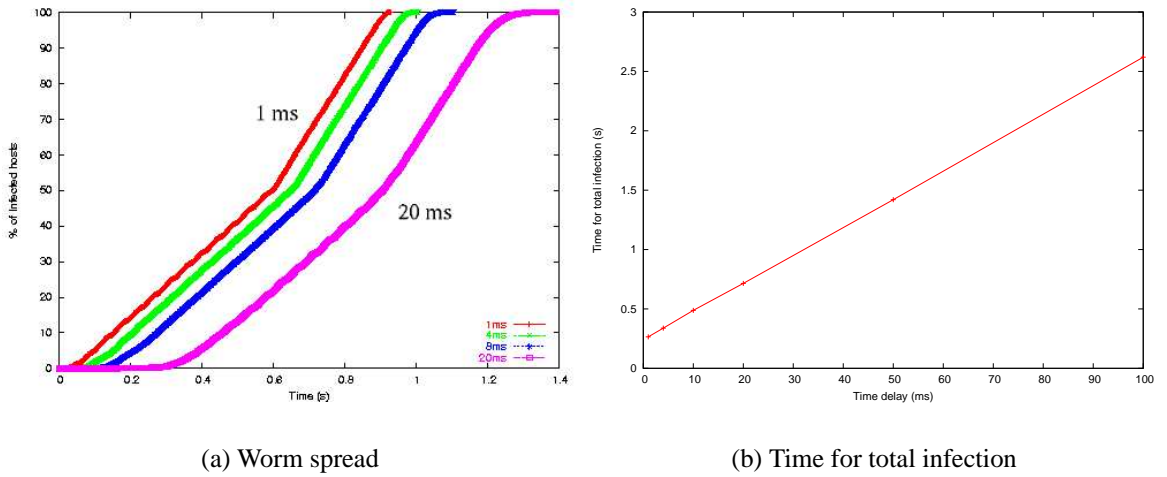 100
90
80
70
60
50
40
30
20
10
0
% of infected hosts
1 ms
20 ms
1ms
4ms
8ms
20ms
0 0.2 0.4 0.6 0.8 1 1.2 1.4
Time (s)
(a) Worm spread
3
2.5
2
1.5
1
0.5
0
Time for total infection (s)
0 10 20 30 40 50 60 70 80 90 100
Time delay (ms)
(b) Time for total infection